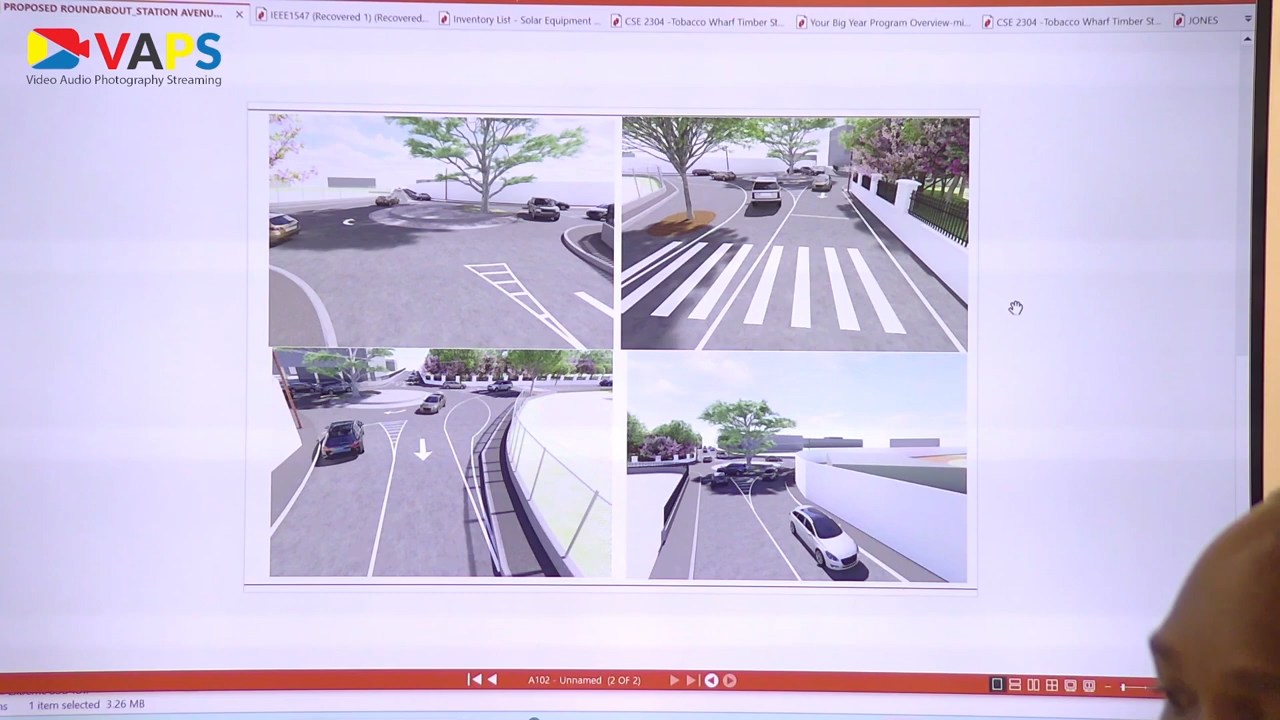 PROPOSED ROUNDABOUT_STATION AVENU...
IEEE1547 (Recovered 1) (Recovered...
Inventory List - Solar Equipment ...
CSE 2304 -Tobacco Wharf Timber St...
Your Big Year Program Overview-mi...
CSE 2304 -Tobacco Wharf Timber St...
JONES
VAPS
Video Audio Photography Streaming
A102 - Unnamed (2 OF 2)
1 item selected 3.26 MB